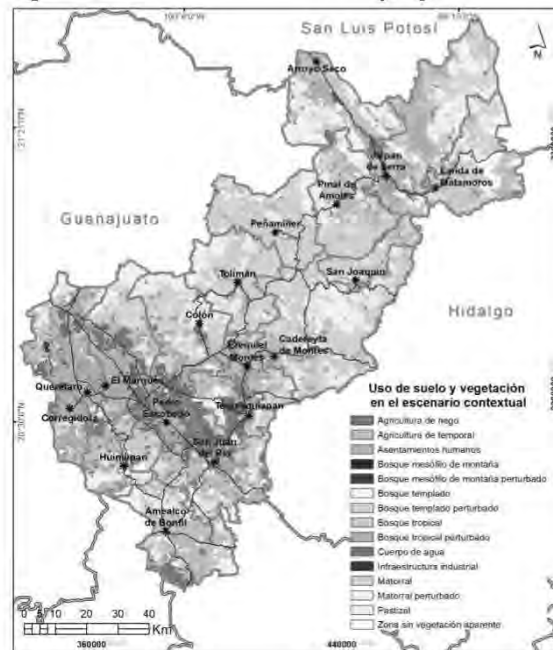 San Luis Potosí
N
Arroyo Seco
Jalpan
de Serra
Landa de
Matamoros
Pinal de
Amoles
Guanajuato
Peñamiller
Tolimán
San Joaquín
Hidalgo
Colón
Ezequiel
Montes
Cadereyta
de Montes
Querétaro
El Marqués
Pedro
Escobedo
Tequisquiapan
Corregidora
San Juan
del Río
Huimilpan
Amealco
de Bonfil
Uso de suelo y vegetación
en el escenario contextual
Agricultura de riego
Agricultura de temporal
Asentamientos humanos
Bosque mesófilo de montaña
Bosque mesófilo de montaña perturbado
Bosque templado
Bosque templado perturbado
Bosque tropical
Bosque tropical perturbado
Cuerpo de agua
Infraestructura industrial
Matorral
Matorral perturbado
Pastizal
Zona sin vegetación aparente
0 5 10 20 30 40
Km
360000
440000